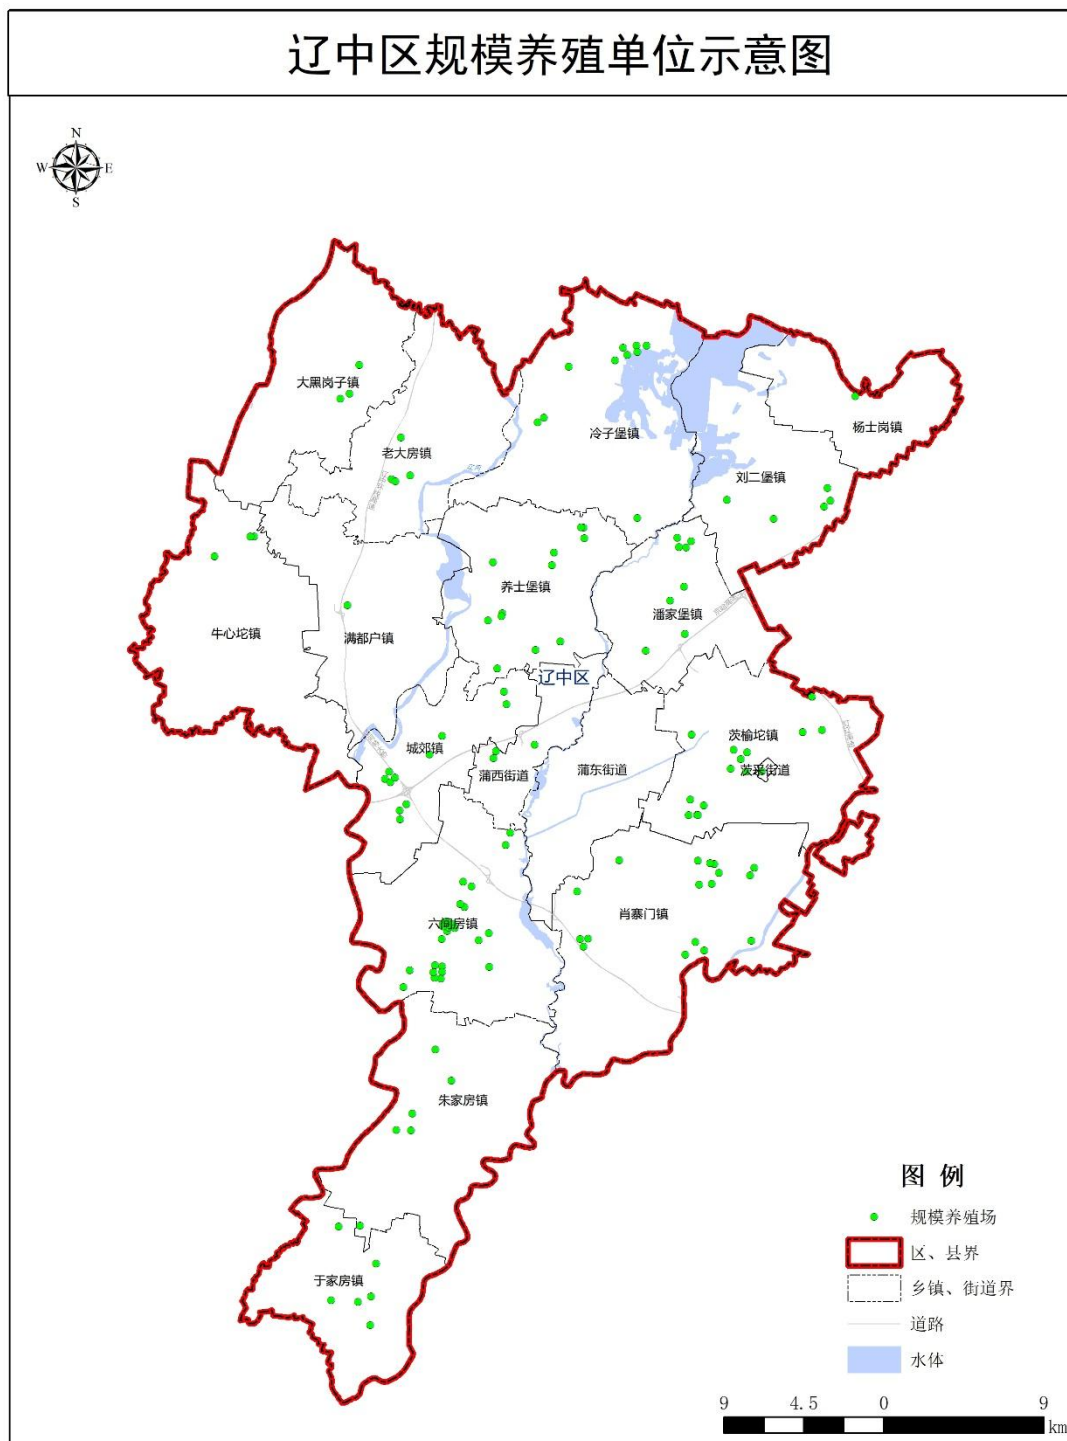 辽中区规模养殖单位示意图
N
W
E
S
大黑岗子镇
老大房镇
冷子堡镇
杨士岗镇
刘二堡镇
养士堡镇
潘家堡镇
牛心坨镇
满都户镇
辽中区
城郊镇
蒲西街道
蒲东街道
茨榆坨镇
茨采街道
六间房镇
肖寨门镇
朱家房镇
于家房镇
图 例
规模养殖场
区、县界
乡镇、街道界
道路
水体
9 4.5 0 9
km